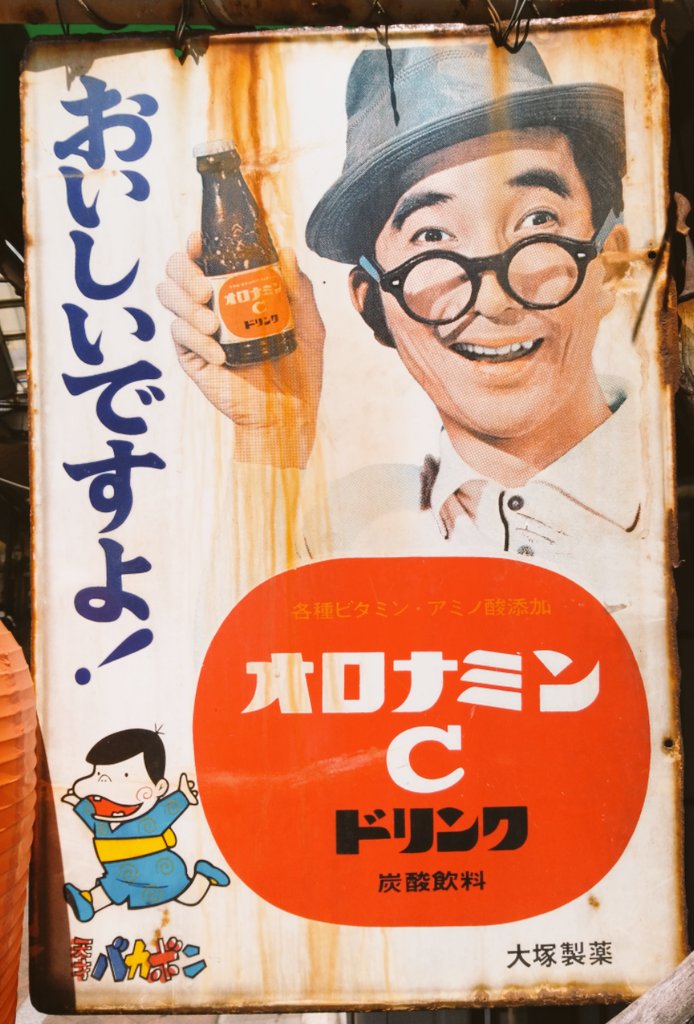 おいしいですよ!
オロナミン
C
ドリンク
各種ビタミン・アミノ酸添加
オロナミン
C
ドリンク
炭酸飲料
元祖
バカボン
大塚製薬